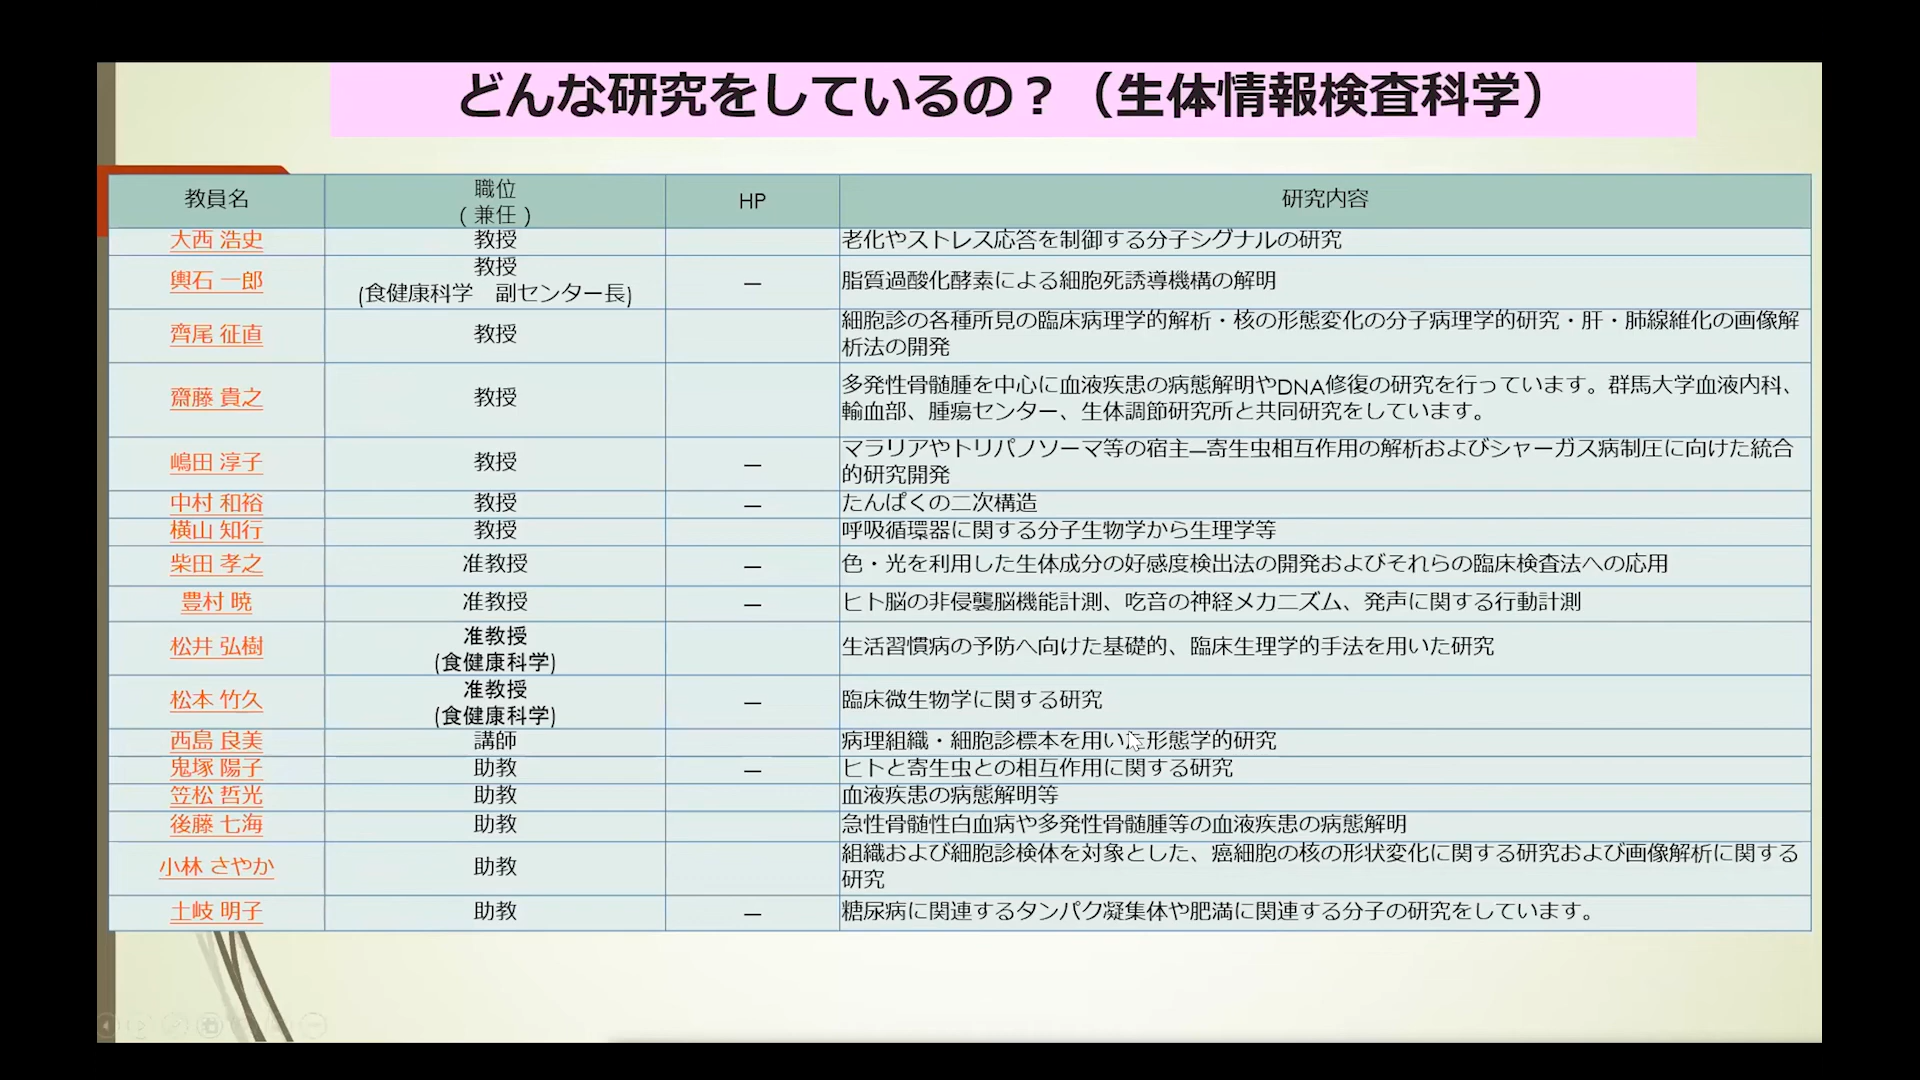 どんな研究をしているの？（生体情報検査科学）
教員名 職位 HP 研究内容
（兼任）
大西 浩史 教授 老化やストレス応答を制御する分子シグナルの研究
輿石 一郎 教授 — 脂質過酸化酵素による細胞死誘導機構の解明
(食健康科学　副センター長)
齊尾 征直 教授 細胞診の各種所見の臨床病理学的解析・核の形態変化の分子病理学的研究・肝・肺線維化の画像解
析法の開発
齋藤 貴之 教授 多発性骨髄腫を中心に血液疾患の病態解明やDNA修復の研究を行っています。群馬大学血液内科、
輸血部、腫瘍センター、生体調節研究所と共同研究をしています。
嶋田 淳子 教授 — マラリアやトリパノソーマ等の宿主—寄生虫相互作用の解析およびシャーガス病制圧に向けた統合
的研究開発
中村 和裕 教授 — たんぱくの二次構造
横山 知行 教授 呼吸循環器に関する分子生物学から生理学等
柴田 孝之 准教授 — 色・光を利用した生体成分の好感度検出法の開発およびそれらの臨床検査法への応用
豊村 暁 准教授 — ヒト脳の非侵襲脳機能計測、吃音の神経メカニズム、発声に関する行動計測
松井 弘樹 准教授 生活習慣病の予防へ向けた基礎的、臨床生理学的手法を用いた研究
(食健康科学)
松本 竹久 准教授 — 臨床微生物学に関する研究
(食健康科学)
西島 良美 講師 病理組織・細胞診標本を用いた形態学的研究
鬼塚 陽子 助教 — ヒトと寄生虫との相互作用に関する研究
笠松 哲光 助教 血液疾患の病態解明等
後藤 七海 助教 急性骨髄性白血病や多発性骨髄腫等の血液疾患の病態解明
小林 さやか 助教 組織および細胞診検体を対象とした、癌細胞の核の形状変化に関する研究および画像解析に関する
研究
土岐 明子 助教 — 糖尿病に関連するタンパク凝集体や肥満に関連する分子の研究をしています。